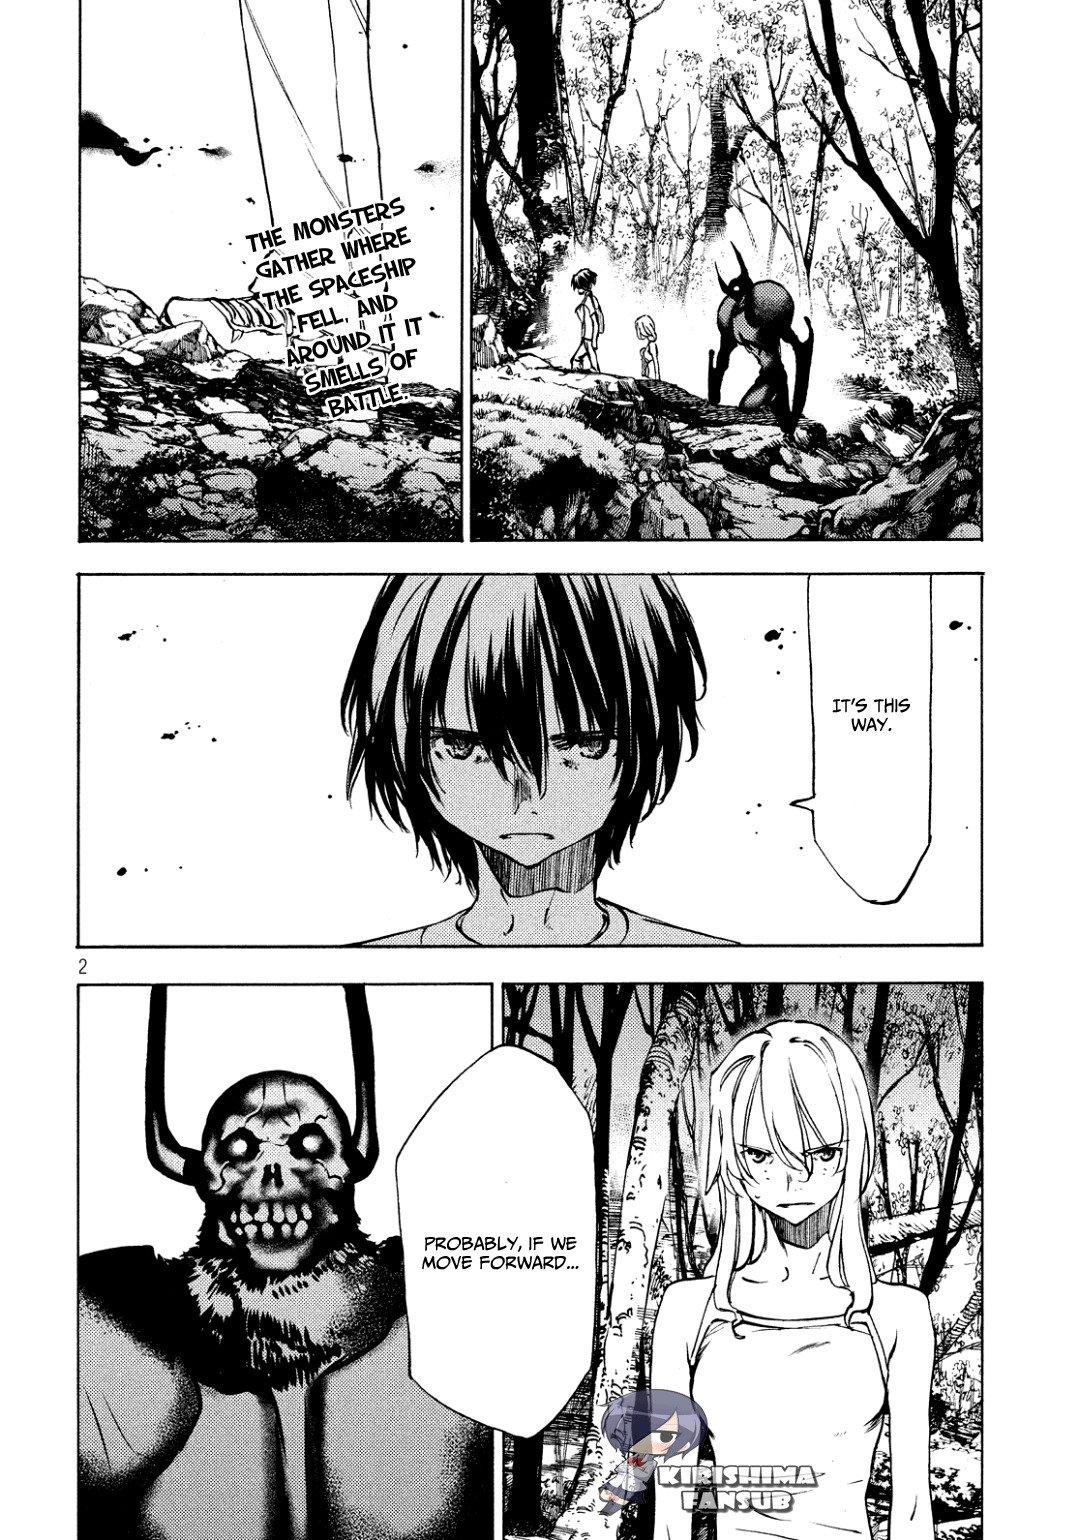 THE MONSTERS
GATHER WHERE
THE SPACESHIP
FELL, AND
AROUND IT IT
SMELLS OF
BATTLE.
IT'S THIS
WAY.
2
PROBABLY, IF WE
MOVE FORWARD...
KIRISHIMA
FANSUB